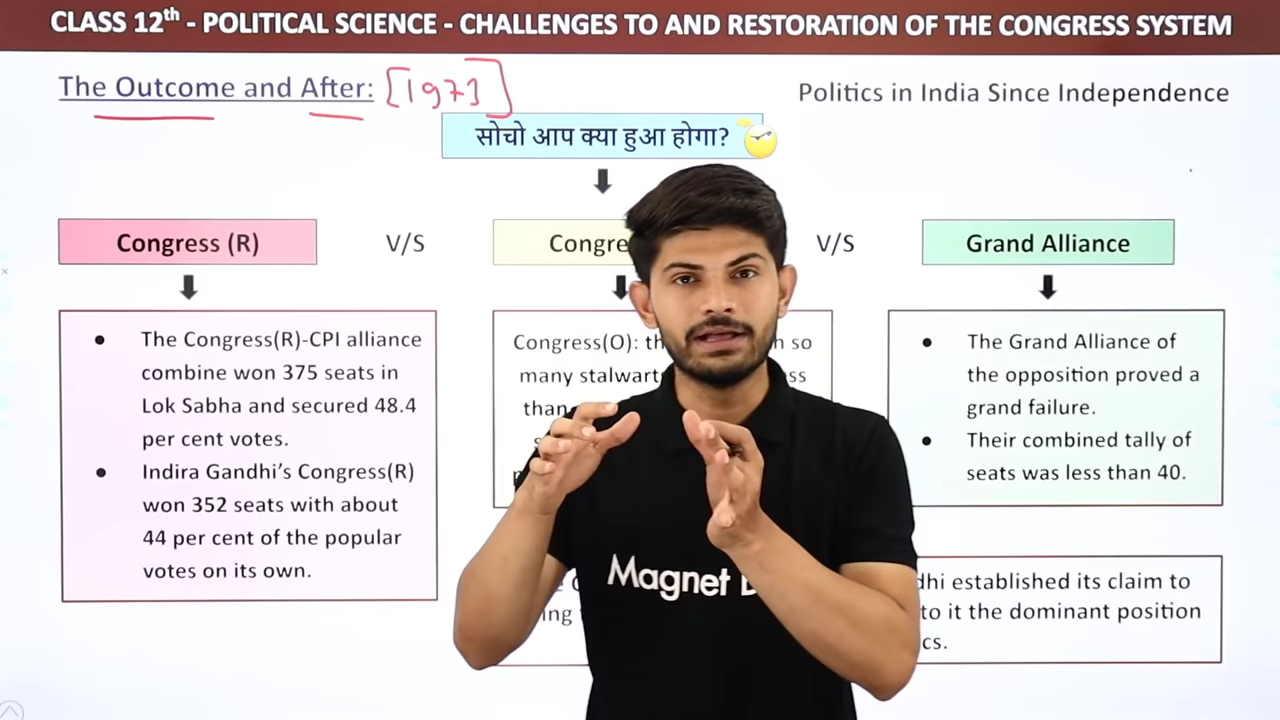 CLASS 12th - POLITICAL SCIENCE - CHALLENGES TO AND RESTORATION OF THE CONGRESS SYSTEM
The Outcome and After: [1971]
Politics in India Since Independence
सोचो आप क्या हुआ होगा?
Congress (R)
V/S
V/S
Grand Alliance
• The Congress(R)-CPI alliance
combine won 375 seats in
Lok Sabha and secured 48.4
per cent votes.
• Indira Gandhi's Congress(R)
won 352 seats with about
44 per cent of the popular
votes on its own.
Congress(O): so
many
than
• The Grand Alliance of
the opposition proved a
grand failure.
• Their combined tally of
seats was less than 40.
established its claim to
to it the dominant position
Magnet